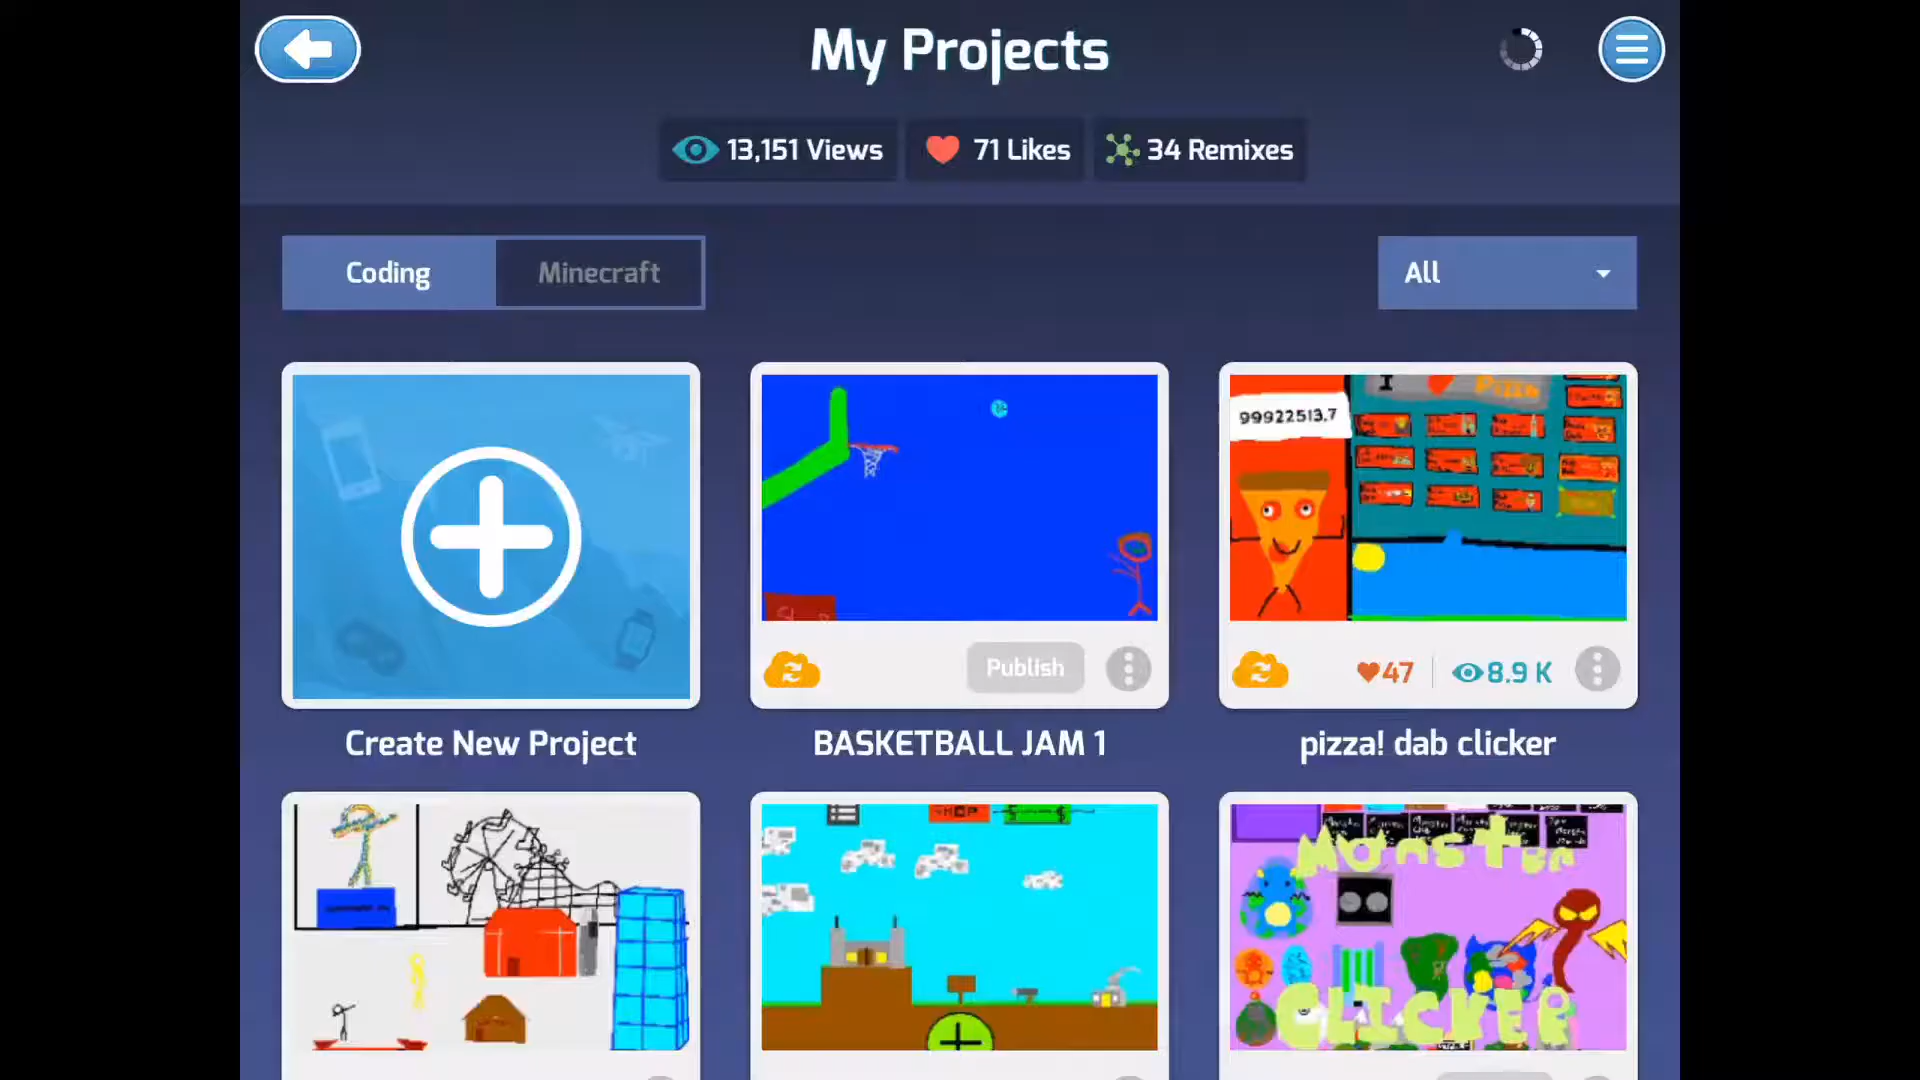 My Projects
13,151 Views
71 Likes
34 Remixes
Coding
Minecraft
All
99922513.7
I
Pizza
Publish
47
8.9 K
Create New Project
BASKETBALL JAM 1
pizza! dab clicker
SHOP
Monster
CLICKER